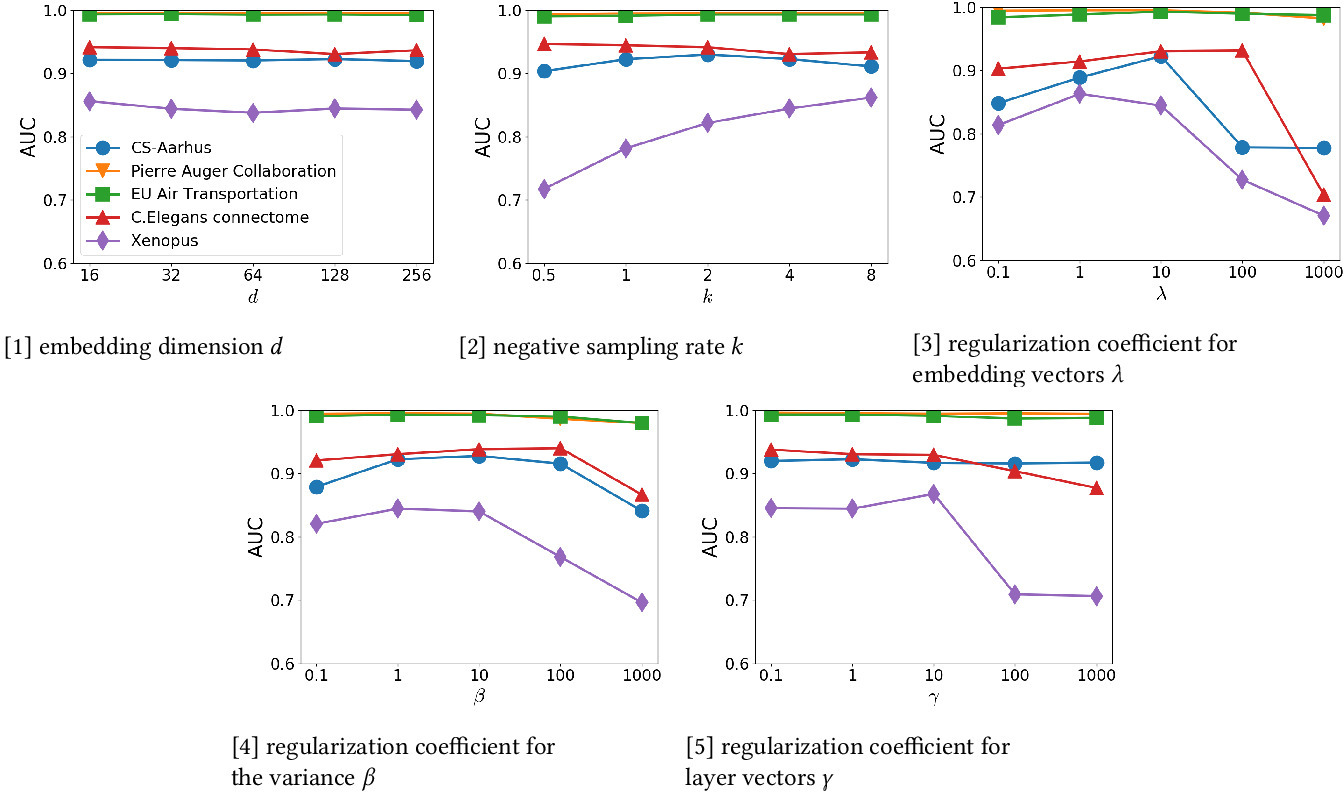 1.0
0.9
0.8
0.7
0.6
AUC
CS-Aarhus
Pierre Auger Collaboration
EU Air Transportation
C.Elegans connectome
Xenopus
16 32 64 128 256
d
[1] embedding dimension d
1.0
0.9
0.8
0.7
0.6
AUC
0.5 1 2 4 8
k
[2] negative sampling rate k
1.0
0.9
0.8
0.7
0.6
AUC
0.1 1 10 100 1000
λ
[3] regularization coefficient for
embedding vectors λ
1.0
0.9
0.8
0.7
0.6
AUC
0.1 1 10 100 1000
β
[4] regularization coefficient for
the variance β
1.0
0.9
0.8
0.7
0.6
AUC
0.1 1 10 100 1000
γ
[5] regularization coefficient for
layer vectors γ